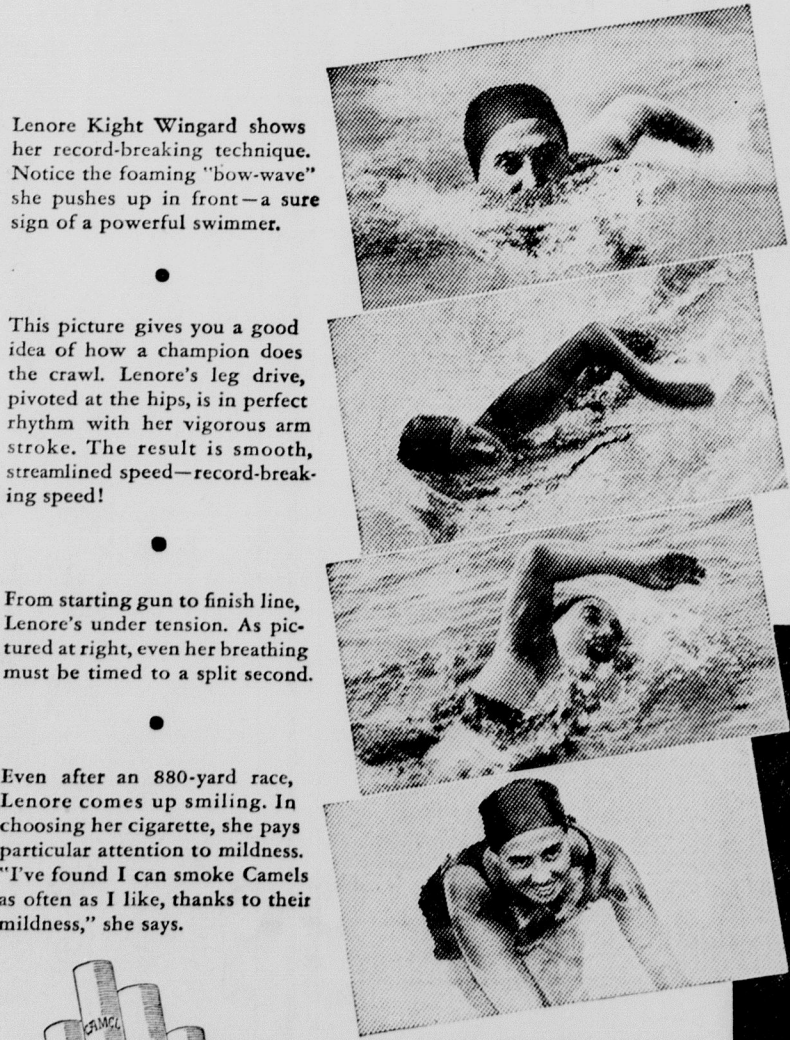 Lenore Kight Wingard shows
her record-breaking technique.
Notice the foaming "bow-wave"
she pushes up in front—a sure
sign of a powerful swimmer.
This picture gives you a good
idea of how a champion does
the crawl. Lenore's leg drive,
pivoted at the hips, is in perfect
rhythm with her vigorous arm
stroke. The result is smooth,
streamlined speed—record-break-
ing speed!
From starting gun to finish line,
Lenore's under tension. As pic-
tured at right, even her breathing
must be timed to a split second.
Even after an 880-yard race,
Lenore comes up smiling. In
choosing her cigarette, she pays
particular attention to mildness.
"I've found I can smoke Camels
as often as I like, thanks to their
mildness," she says.
CAMEL